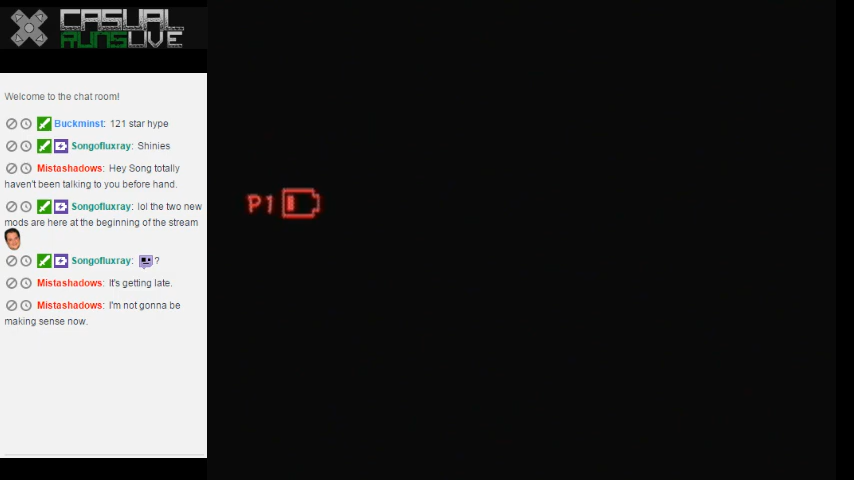 CASUAL
RUNSLIVE
Welcome to the chat room!
Buckminst: 121 star hype
Songofluxray: Shinies
Mistashadows: Hey Song totally
haven't been talking to you before hand.
Songofluxray: lol the two new
mods are here at the beginning of the stream
Songofluxray: ?
Mistashadows: It's getting late.
Mistashadows: I'm not gonna be
making sense now.
P1